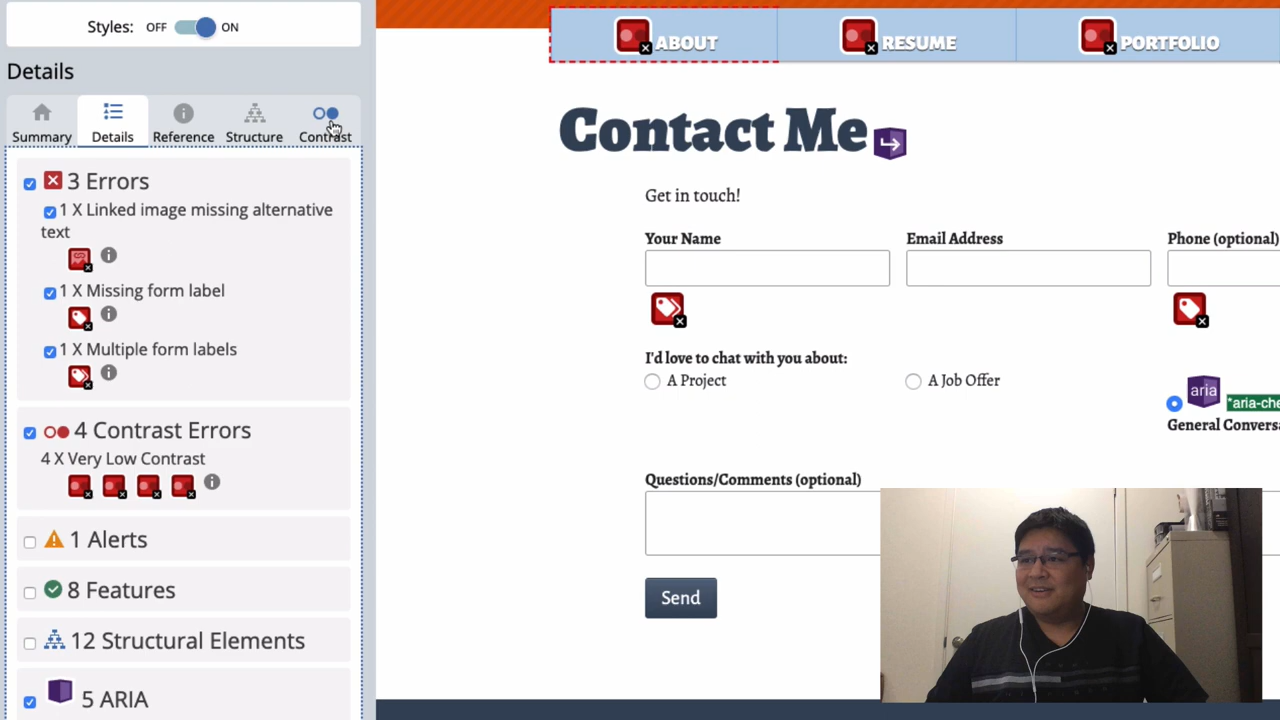 Styles: OFF ON
Details
Summary Details Reference Structure Contrast
3 Errors
1 X Linked image missing alternative
text
1 X Missing form label
1 X Multiple form labels
4 Contrast Errors
4 X Very Low Contrast
1 Alerts
8 Features
12 Structural Elements
5 ARIA
ABOUT RESUME PORTFOLIO
Contact Me
Get in touch!
Your Name Email Address Phone (optional)
I'd love to chat with you about:
A Project A Job Offer
aria *aria-che
General Conversa
Questions/Comments (optional)
Send